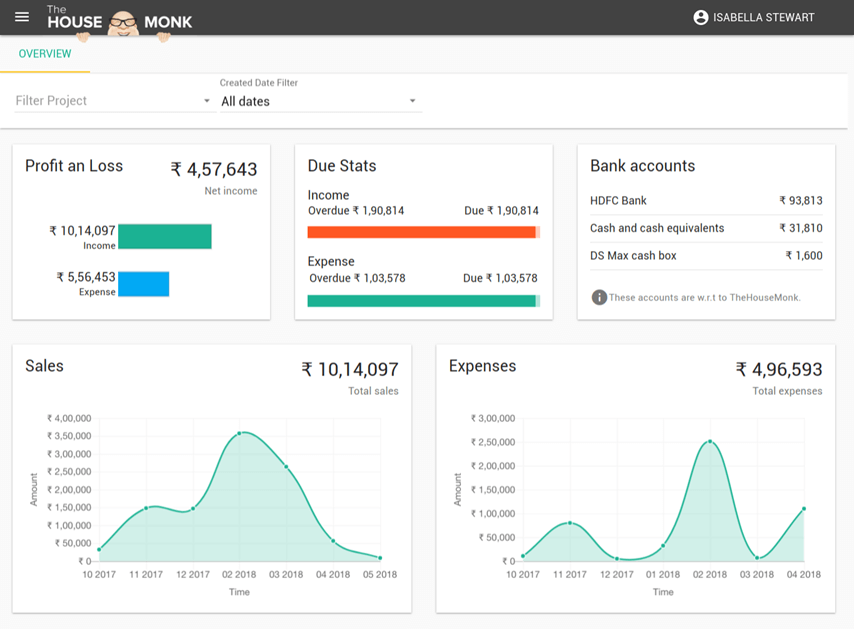 The
HOUSE MONK
ISABELLA STEWART
OVERVIEW
Filter Project
Created Date Filter
All dates
Profit an Loss
₹ 4,57,643
Net income
₹ 10,14,097
Income
₹ 5,56,453
Expense
Due Stats
Income
Overdue ₹ 1,90,814 Due ₹ 1,90,814
Expense
Overdue ₹ 1,03,578 Due ₹ 1,03,578
Bank accounts
HDFC Bank ₹ 93,813
Cash and cash equivalents ₹ 31,810
DS Max cash box ₹ 1,600
These accounts are w.r.t to TheHouseMonk.
Sales
₹ 10,14,097
Total sales
₹ 4,00,000
₹ 3,50,000
₹ 3,00,000
₹ 2,50,000
₹ 2,00,000
₹ 1,50,000
₹ 1,00,000
₹ 50,000
₹ 0
Amount
10 2017 11 2017 12 2017 02 2018 03 2018 04 2018 05 2018
Time
Expenses
₹ 4,96,593
Total expenses
₹ 3,00,000
₹ 2,50,000
₹ 2,00,000
₹ 1,50,000
₹ 1,00,000
₹ 50,000
₹ 0
Amount
10 2017 11 2017 12 2017 01 2018 02 2018 03 2018 04 2018
Time